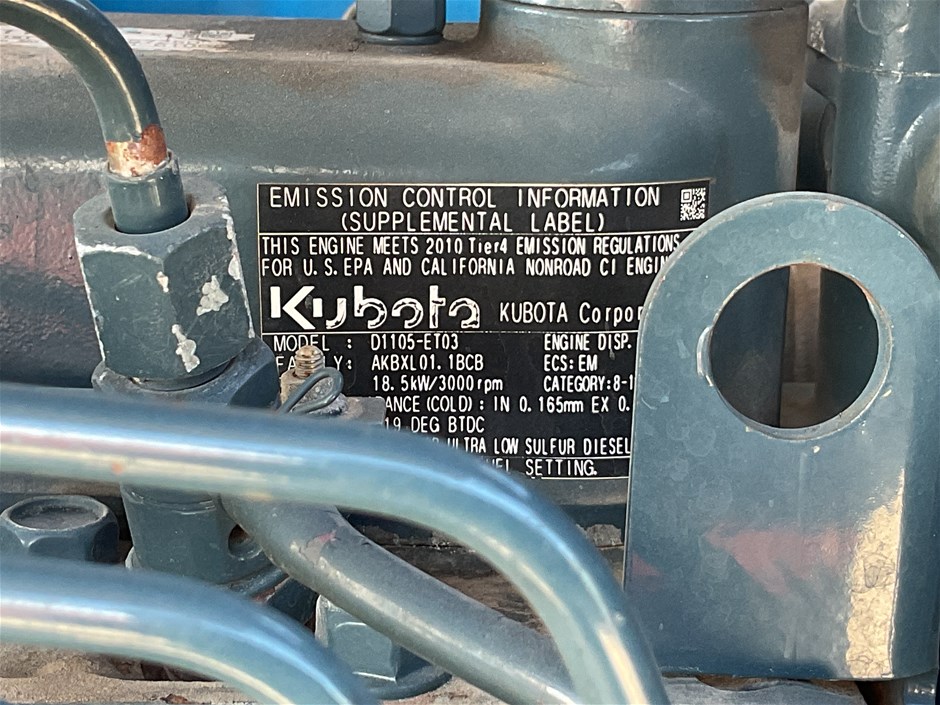 EMISSION CONTROL INFORMATION
(SUPPLEMENTAL LABEL)
THIS ENGINE MEETS 2010 Tier4 EMISSION REGULATIONS
FOR U.S. EPA AND CALIFORNIA NONROAD CI
Kubota KUBOTA
MODEL : D1105-ET03 ENGINE DISP.
AKBXL01.1BCB ECS: EM
18.5kW/3000rpm CATEGORY:
(COLD) : IN 0.165mm EX
19 DEG BTDC
ULTRA LOW SULFUR DIESEL
SETTING.